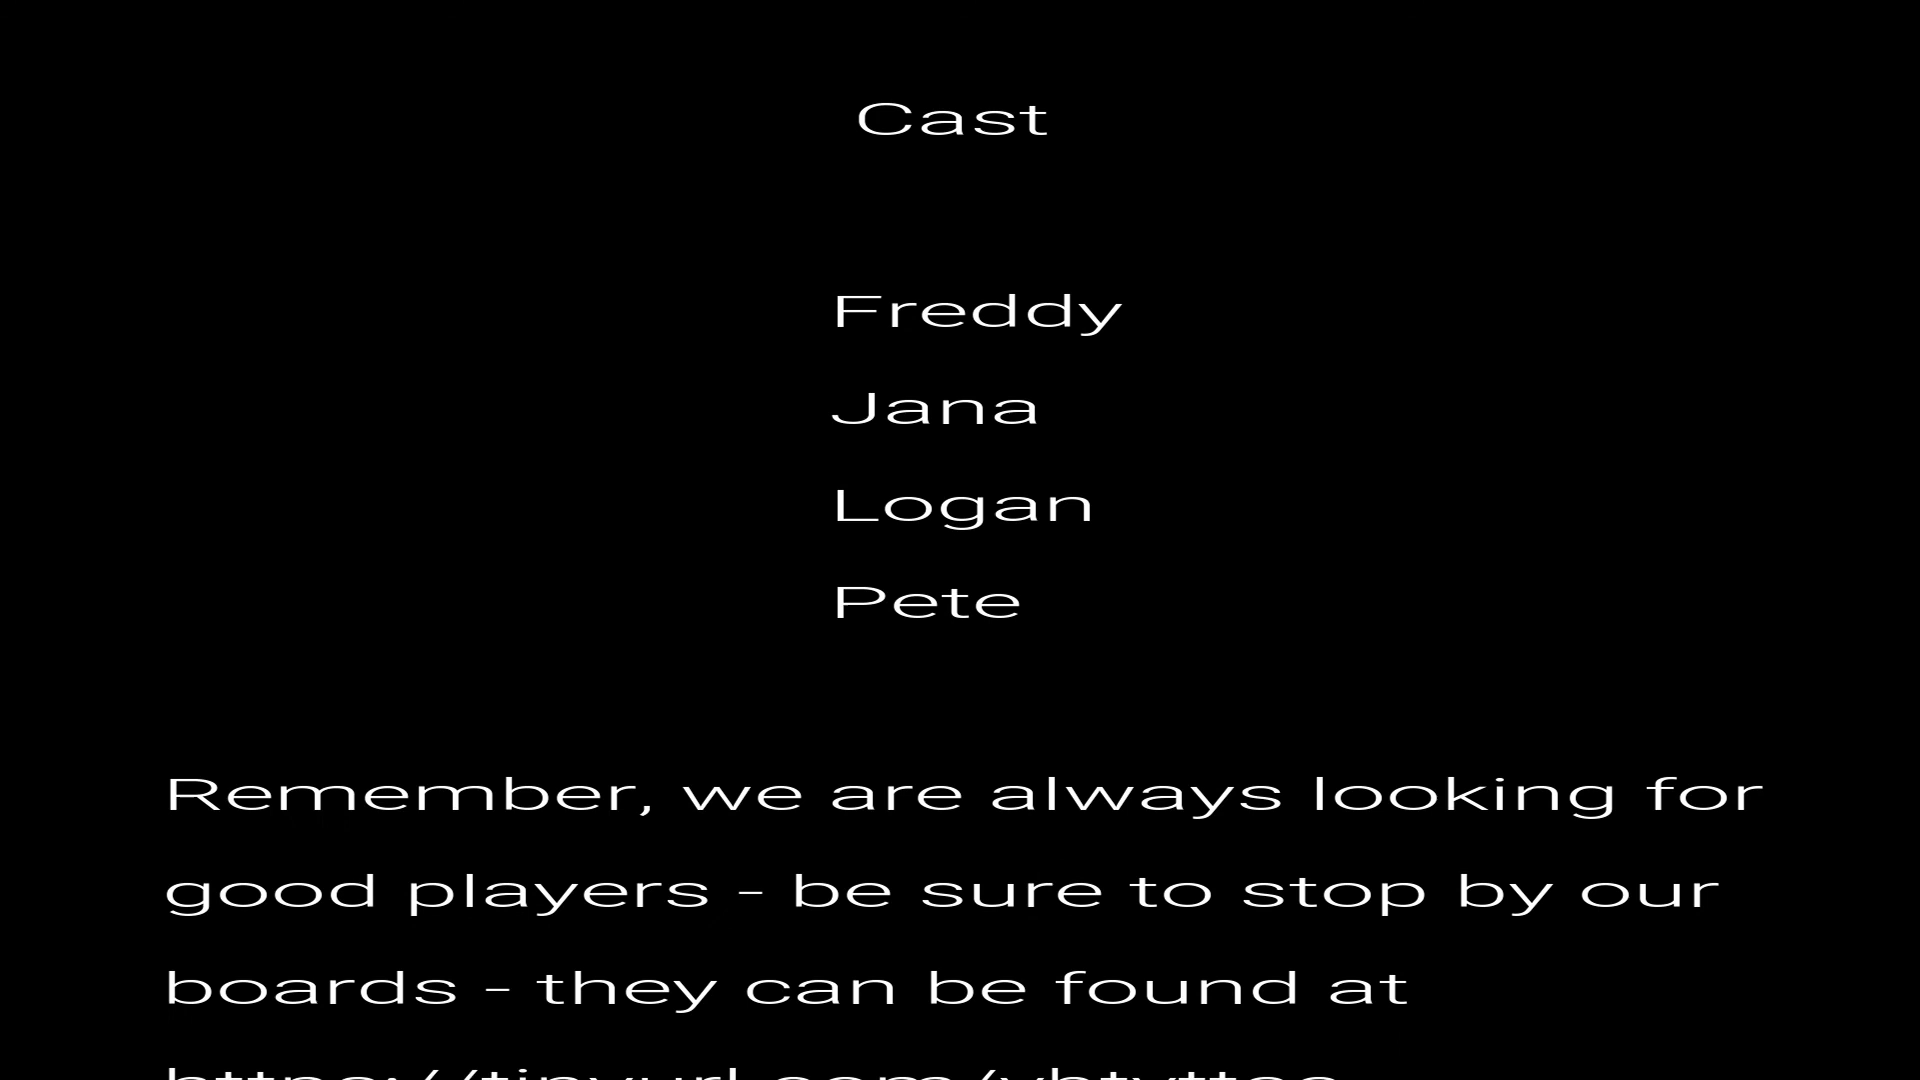 Cast
Freddy
Jana
Logan
Pete
Remember, we are always looking for
good players - be sure to stop by our
boards - they can be found at